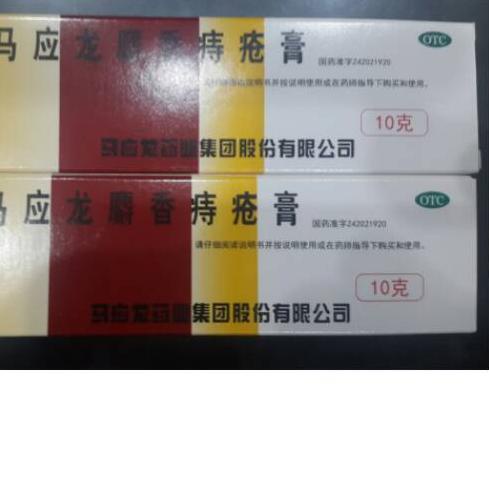 马应龙麝香痔疮膏
OTC
国药准字Z42021920
请仔细阅读说明书并按说明使用或在药师指导下购买和使用。
10克
马应龙药业集团股份有限公司
马应龙麝香痔疮膏
OTC
国药准字Z42021920
请仔细阅读说明书并按说明使用或在药师指导下购买和使用。
10克
马应龙药业集团股份有限公司